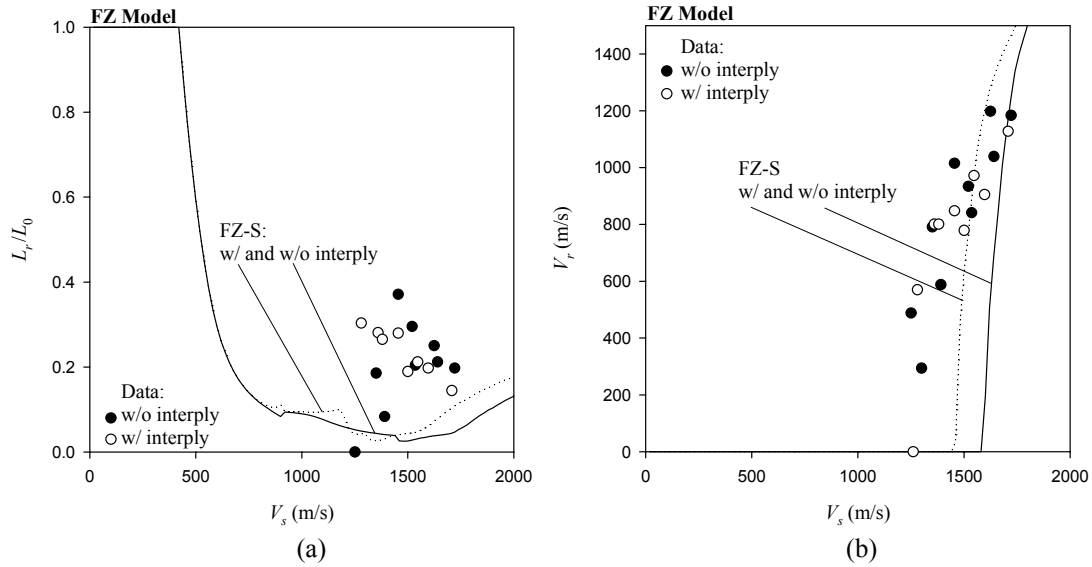 FZ Model
1.0
0.8
0.6
0.4
0.2
0.0
L_r/L_0
FZ-S:
w/ and w/o interply
Data:
w/o interply
w/ interply
0
500
1000
1500
2000
V_s (m/s)
(a)
FZ Model
1400
1200
1000
800
600
400
200
0
V_r (m/s)
Data:
w/o interply
w/ interply
FZ-S
w/ and w/o interply
0
500
1000
1500
2000
V_s (m/s)
(b)